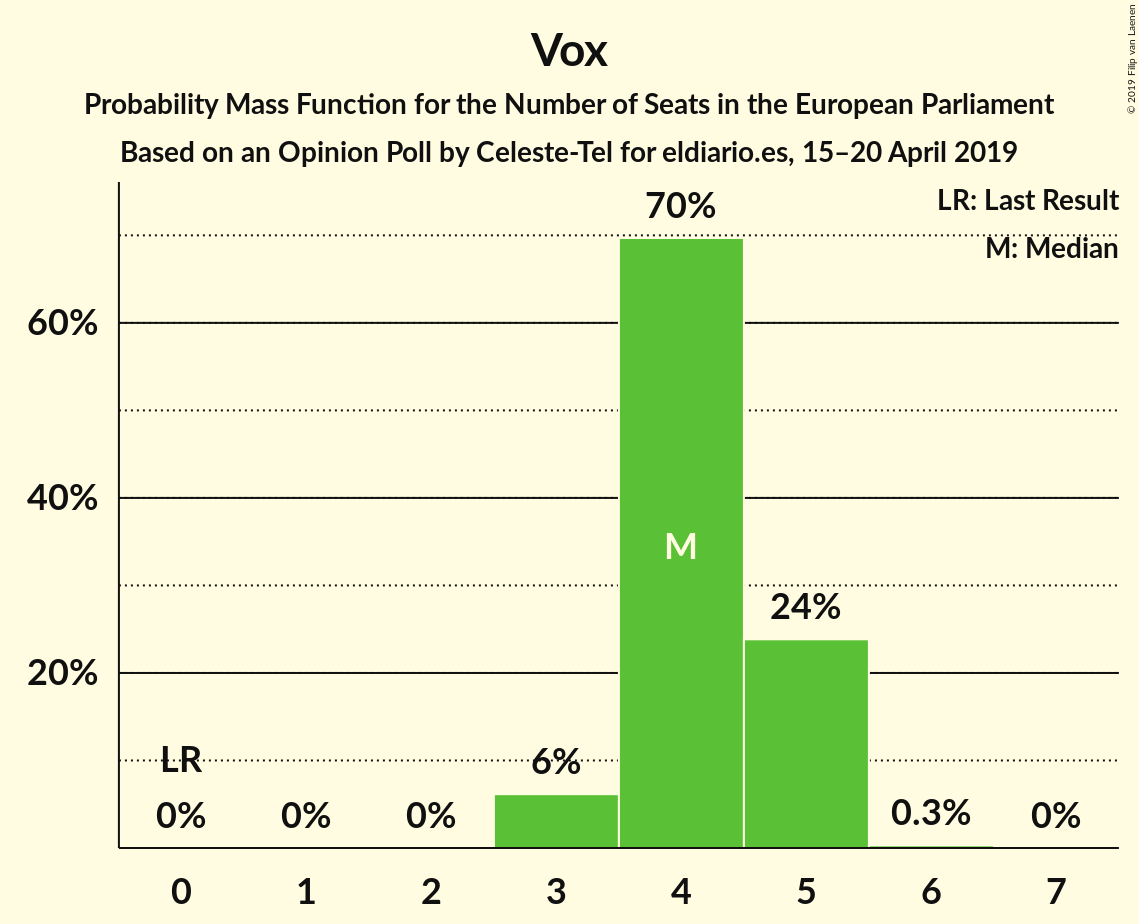 Vox
Probability Mass Function for the Number of Seats in the European Parliament
Based on an Opinion Poll by Celeste-Tel for eldiario.es, 15–20 April 2019
© 2019 Filip van Laenen
LR: Last Result
M: Median
60%
40%
20%
LR
0%
0%
0%
6%
70%
M
24%
0.3%
0%
0
1
2
3
4
5
6
7